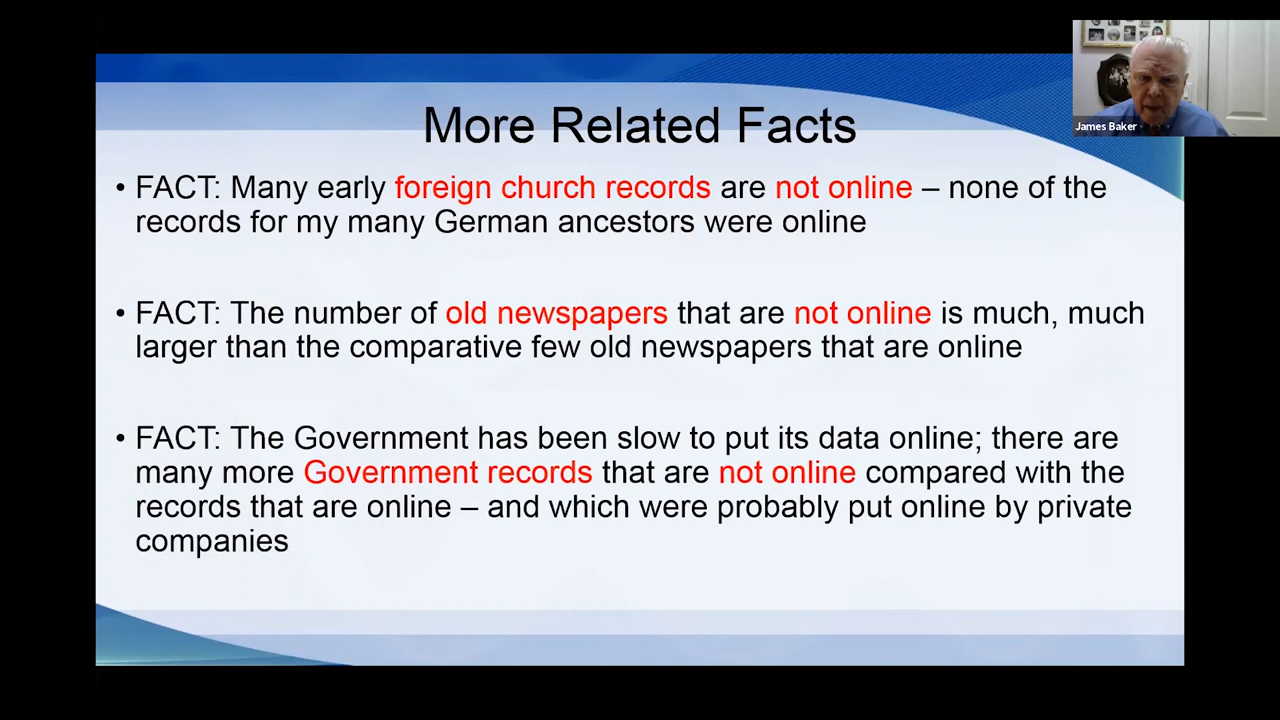 More Related Facts
James Baker
• FACT: Many early foreign church records are not online – none of the
records for my many German ancestors were online
• FACT: The number of old newspapers that are not online is much, much
larger than the comparative few old newspapers that are online
• FACT: The Government has been slow to put its data online; there are
many more Government records that are not online compared with the
records that are online – and which were probably put online by private
companies